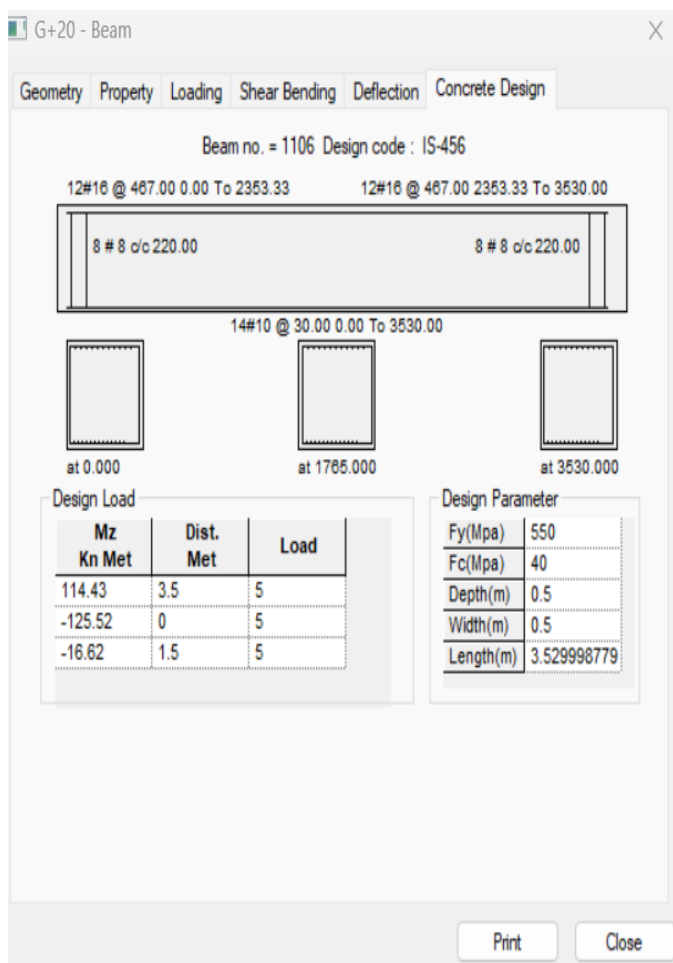 G+20 - Beam
Geometry Property Loading Shear Bending Deflection Concrete Design
Beam no. = 1106 Design code : IS-456
12#16 @ 467.00 0.00 To 2353.33 12#16 @ 467.00 2353.33 To 3530.00
8 # 8 c/c 220.00 8 # 8 c/c 220.00
14#10 @ 30.00 0.00 To 3530.00
at 0.000 at 1765.000 at 3530.000
Design Load
Mz Kn Met Dist. Met Load
114.43 3.5 5
-125.52 0 5
-16.62 1.5 5
Design Parameter
Fy(Mpa) 550
Fc(Mpa) 40
Depth(m) 0.5
Width(m) 0.5
Length(m) 3.529998779
Print Close